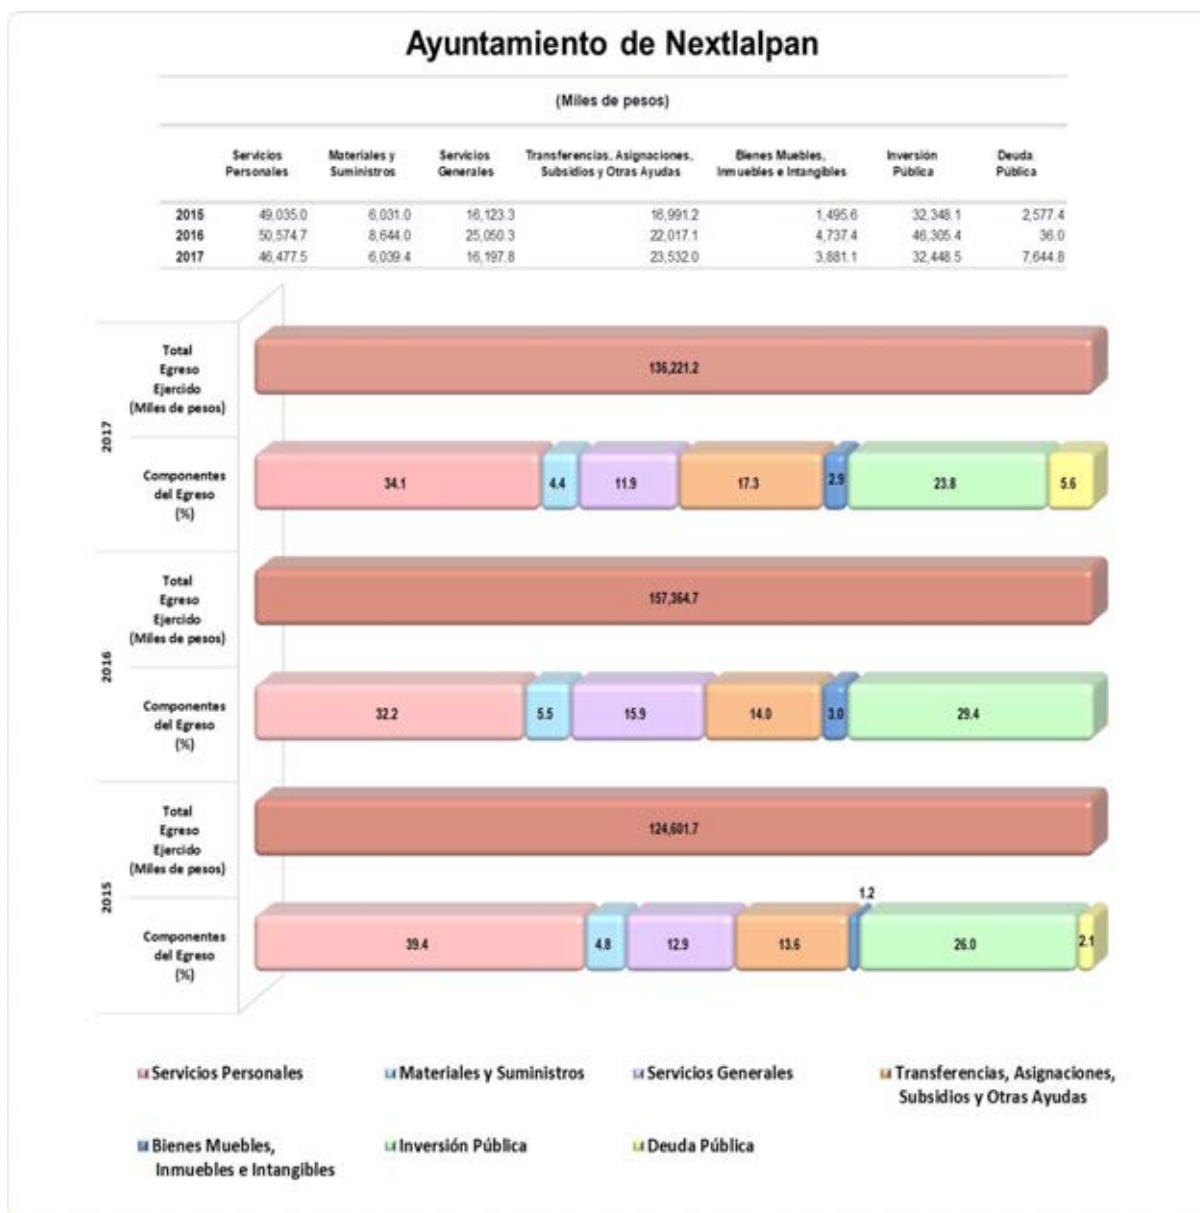 Ayuntamiento de Nextlalpan
(Miles de pesos)
Servicios Personales Materiales y Suministros Servicios Generales Transferencias, Asignaciones, Subsidios y Otras Ayudas Bienes Muebles, Inmuebles e Intangibles Inversión Pública Deuda Pública
2015 49,035.0 6,031.0 16,123.3 16,991.2 1,495.6 32,348.1 2,577.4
2016 50,574.7 8,644.0 25,050.3 22,017.1 4,737.4 46,305.4 36.0
2017 46,477.5 6,039.4 16,197.8 23,532.0 3,881.1 32,448.5 7,644.8
2017
Total
Egreso
Ejercido
(Miles de pesos)
136,221.2
Componentes
del Egreso
(%)
34.1 4.4 11.9 17.3 2.9 23.8 5.6
2016
Total
Egreso
Ejercido
(Miles de pesos)
157,364.7
Componentes
del Egreso
(%)
32.2 5.5 15.9 14.0 3.0 29.4
2015
Total
Egreso
Ejercido
(Miles de pesos)
124,601.7
Componentes
del Egreso
(%)
39.4 4.8 12.9 13.6 1.2 26.0 2.1
Servicios Personales
Materiales y Suministros
Servicios Generales
Transferencias, Asignaciones,
Subsidios y Otras Ayudas
Bienes Muebles,
Inmuebles e Intangibles
Inversión Pública
Deuda Pública